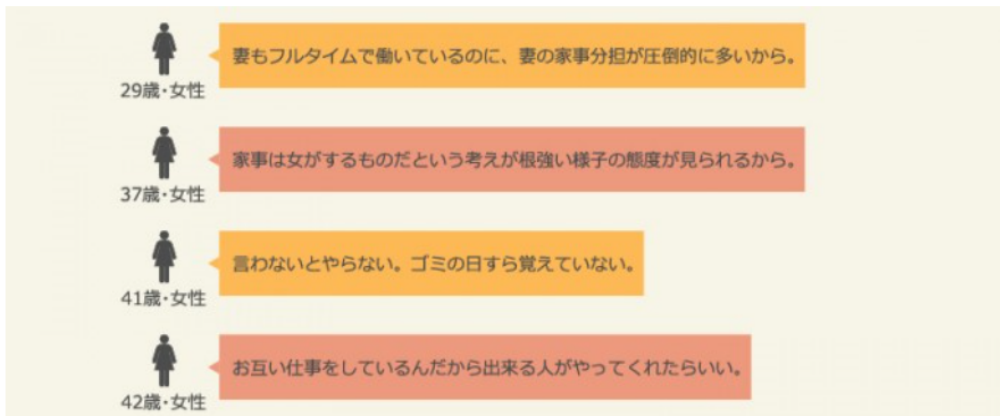 妻もフルタイムで働いているのに、妻の家事分担が圧倒的に多いから。
29歳・女性
家事は女がするものだという考えが根強い様子の態度が見られるから。
37歳・女性
言わないとやらない。ゴミの日すら覚えていない。
41歳・女性
お互い仕事をしているんだから出来る人がやってくれたらいい。
42歳・女性